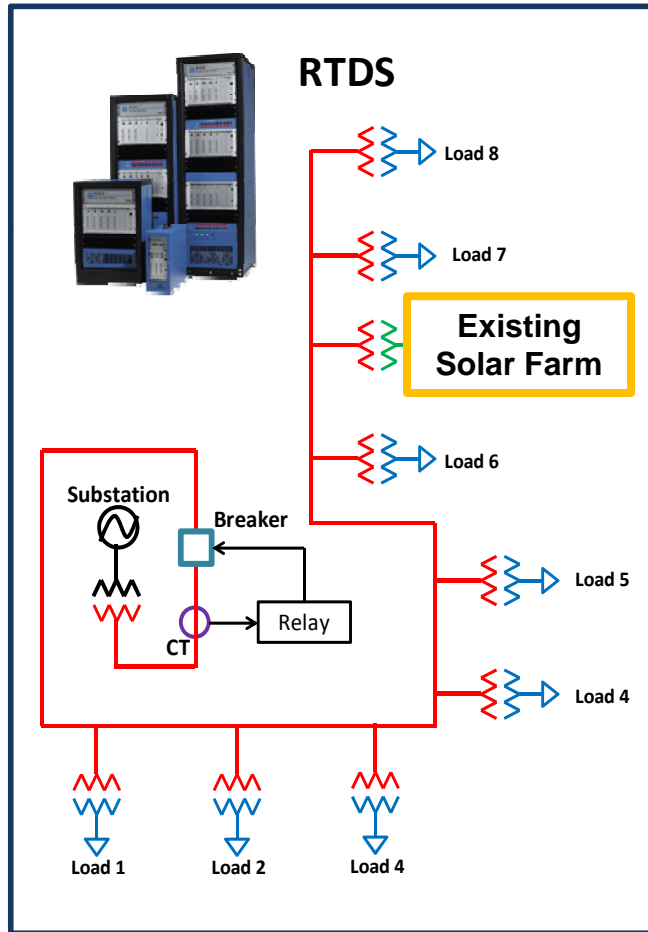 RTDS
Load 8
Load 7
Existing
Solar Farm
Load 6
Substation
Breaker
Load 5
Relay
CT
Load 4
Load 1
Load 2
Load 4